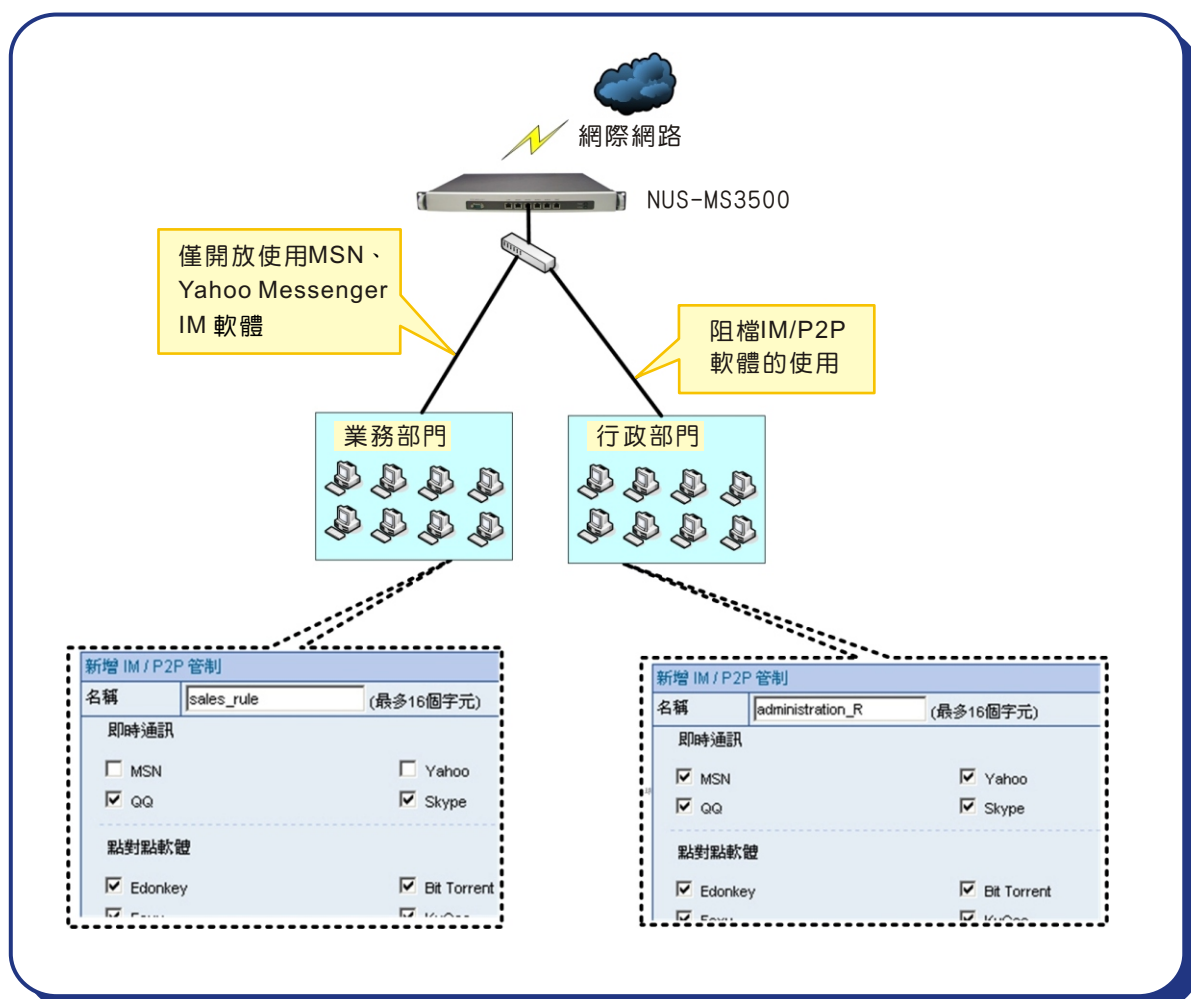 網際網路
NUS-MS3500
僅開放使用MSN、
Yahoo Messenger
IM 軟體
阻檔IM/P2P
軟體的使用
業務部門
行政部門
新增 IM / P2P 管制
名稱 sales_rule (最多16個字元)
即時通訊
MSN Yahoo
QQ Skype
點對點軟體
Edonkey Bit Torrent
新增 IM / P2P 管制
名稱 administration_R (最多16個字元)
即時通訊
MSN Yahoo
QQ Skype
點對點軟體
Edonkey Bit Torrent